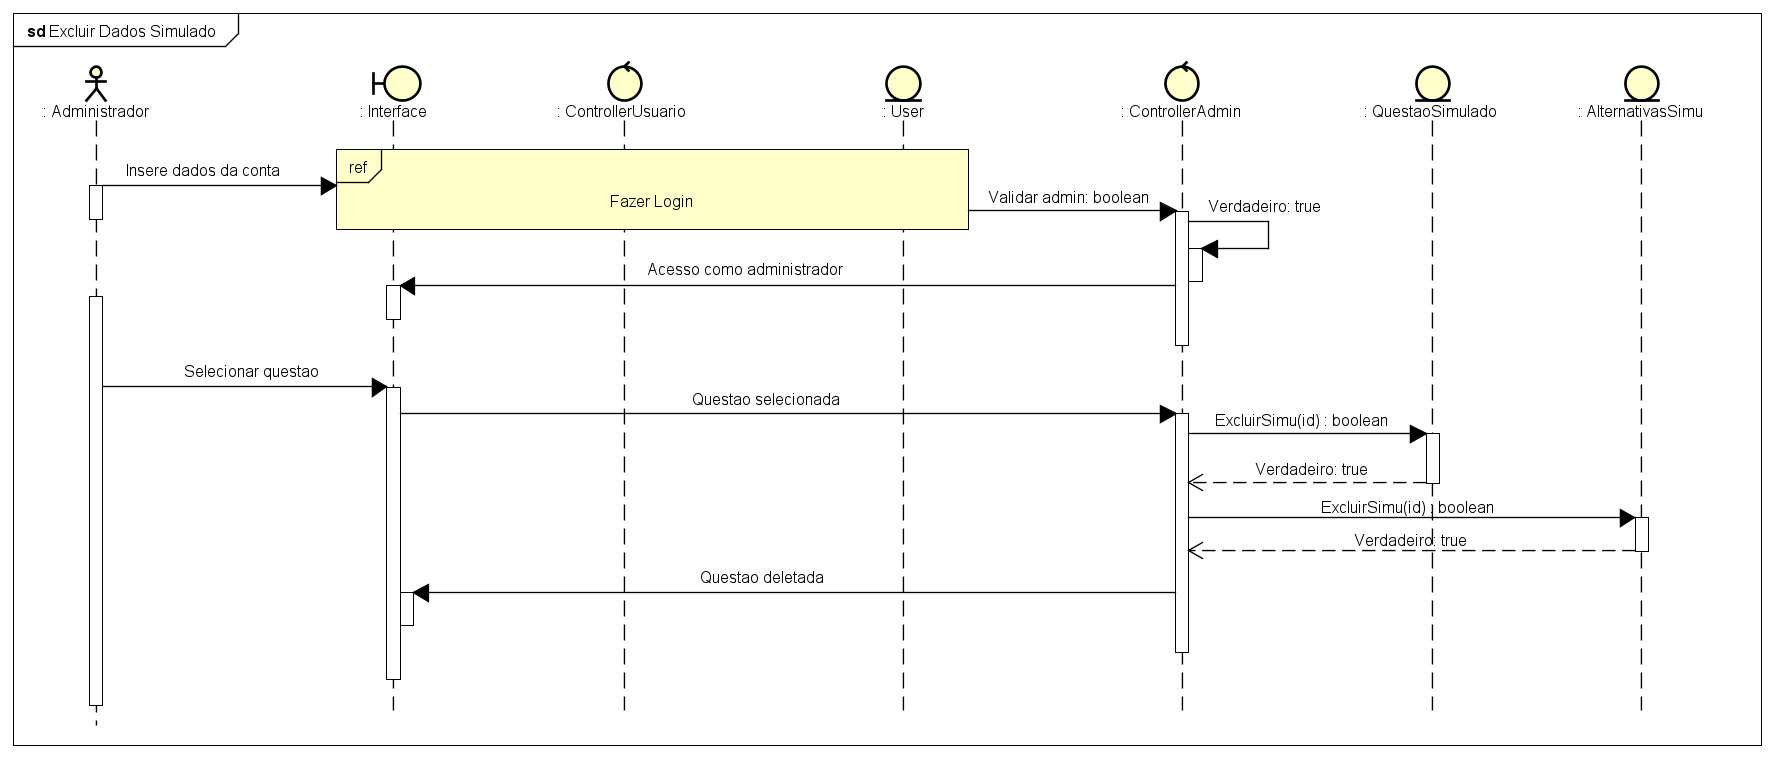 sd Excluir Dados Simulado
: Administrador
: Interface
: ControllerUsuario
: User
: ControllerAdmin
: QuestaoSimulado
: AlternativasSimu
ref
Insere dados da conta
Fazer Login
Validar admin: boolean
Verdadeiro: true
Acesso como administrador
Selecionar questao
Questao selecionada
ExcluirSimu(id) : boolean
Verdadeiro: true
ExcluirSimu(id) : boolean
Verdadeiro: true
Questao deletada